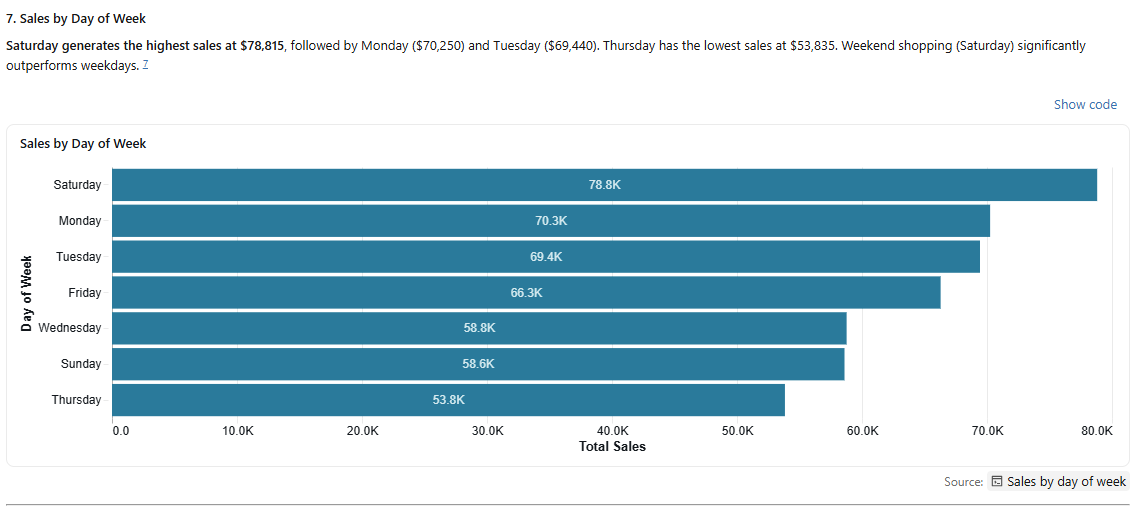 7. Sales by Day of Week
Saturday generates the highest sales at $78,815, followed by Monday ($70,250) and Tuesday ($69,440). Thursday has the lowest sales at $53,835. Weekend shopping (Saturday) significantly
outperforms weekdays. 7
Show code
Sales by Day of Week
Saturday 78.8K
Monday 70.3K
Tuesday 69.4K
Friday 66.3K
Wednesday 58.8K
Sunday 58.6K
Thursday 53.8K
Day of Week
0.0 10.0K 20.0K 30.0K 40.0K 50.0K 60.0K 70.0K 80.0K
Total Sales
Source: Sales by day of week